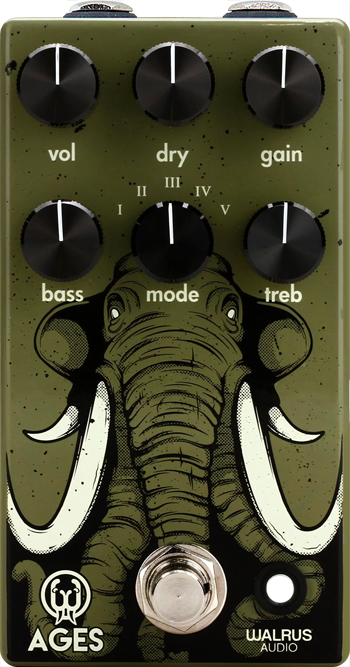 vol dry gain
I II III IV V
bass mode treb
AGES
WALRUS
AUDIO